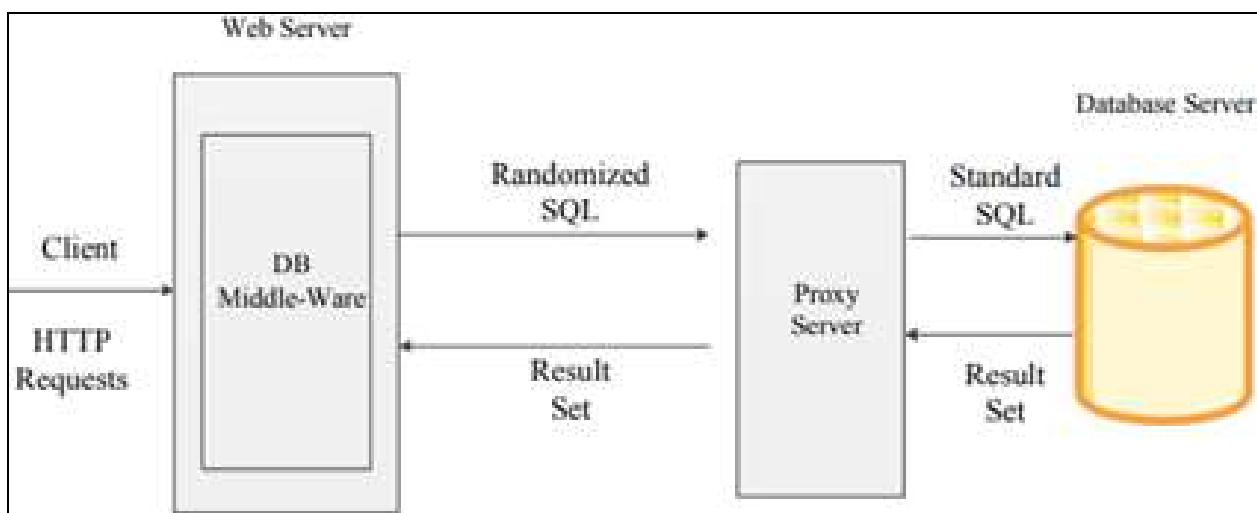 Web Server
Database Server
Client
HTTP
Requests
DB
Middle-Ware
Randomized
SQL
Result
Set
Proxy
Server
Standard
SQL
Result
Set